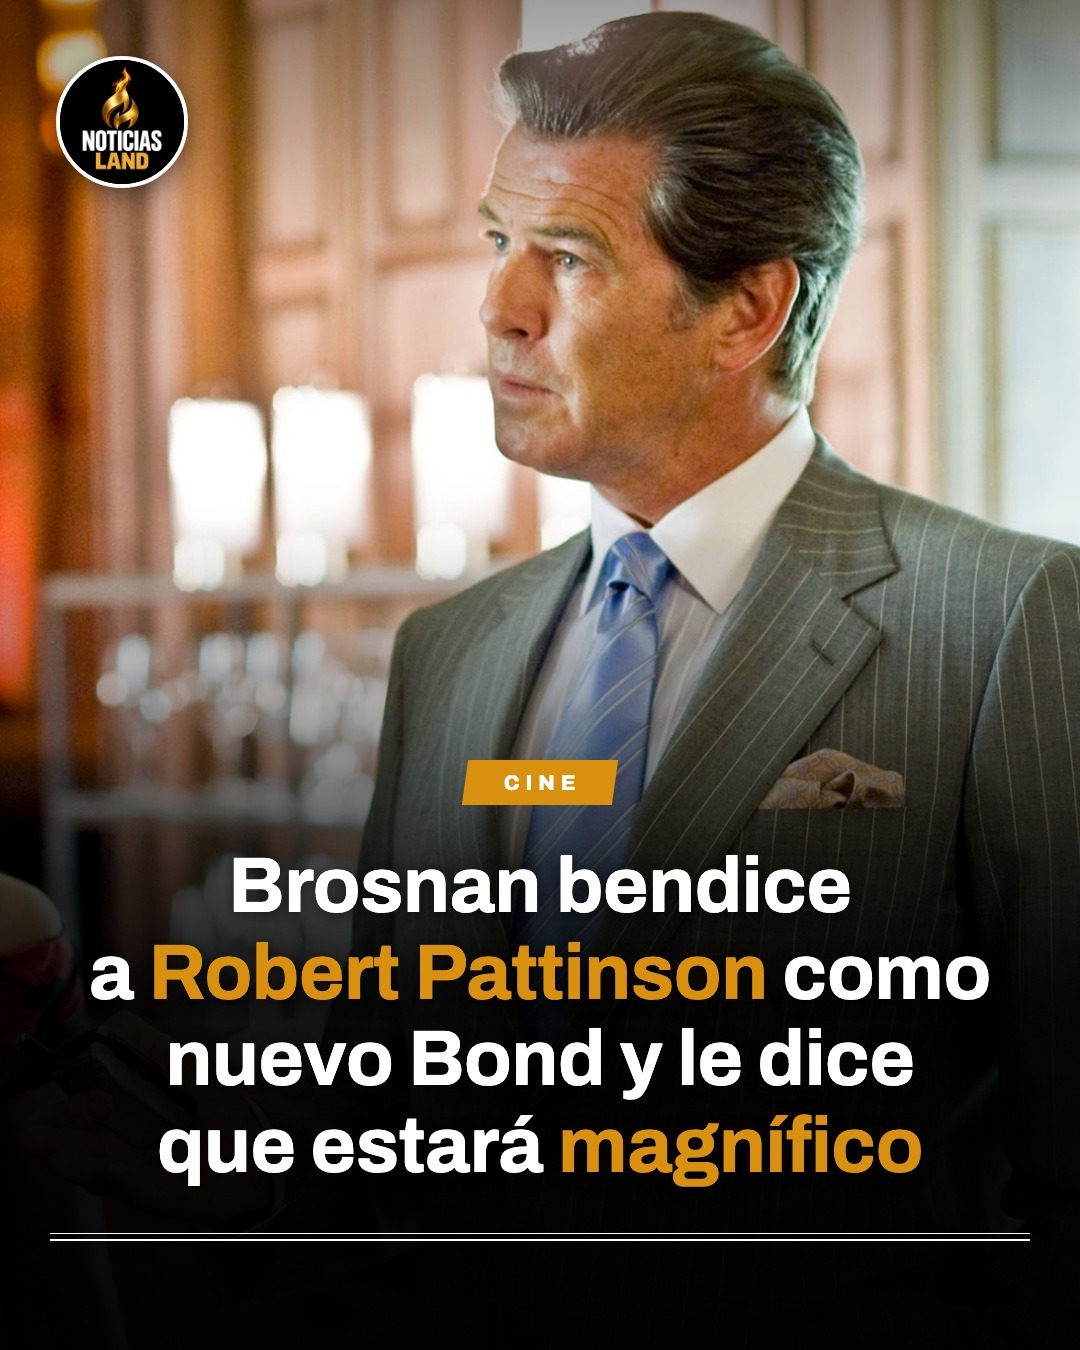 NOTICIAS
LAND
CINE
Brosnan bendice
a Robert Pattinson como
nuevo Bond y le dice
que estará magnífico